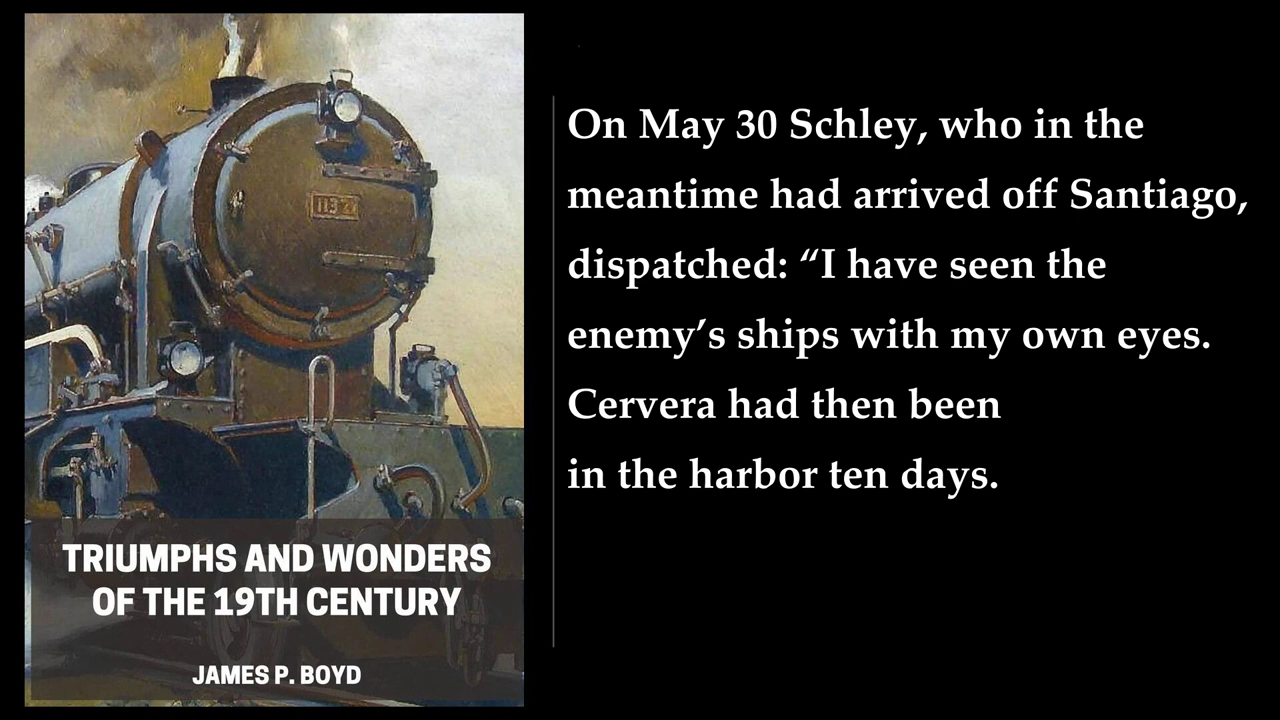 TRIUMPHS AND WONDERS
OF THE 19TH CENTURY
JAMES P. BOYD
On May 30 Schley, who in the
meantime had arrived off Santiago,
dispatched: “I have seen the
enemy’s ships with my own eyes.
Cervera had then been
in the harbor ten days.